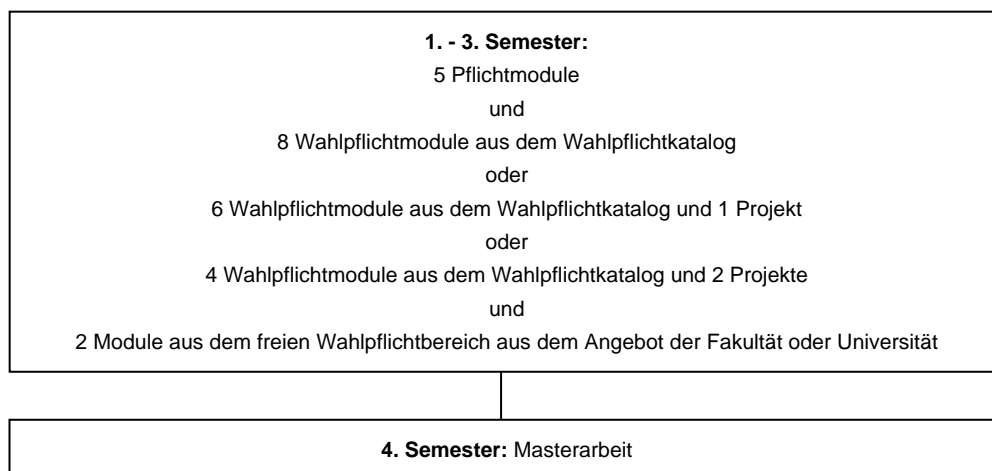 1. - 3. Semester:
5 Pflichtmodule
und
8 Wahlpflichtmodule aus dem Wahlpflichtkatalog
oder
6 Wahlpflichtmodule aus dem Wahlpflichtkatalog und 1 Projekt
oder
4 Wahlpflichtmodule aus dem Wahlpflichtkatalog und 2 Projekte
und
2 Module aus dem freien Wahlpflichtbereich aus dem Angebot der Fakultät oder Universität
4. Semester: Masterarbeit